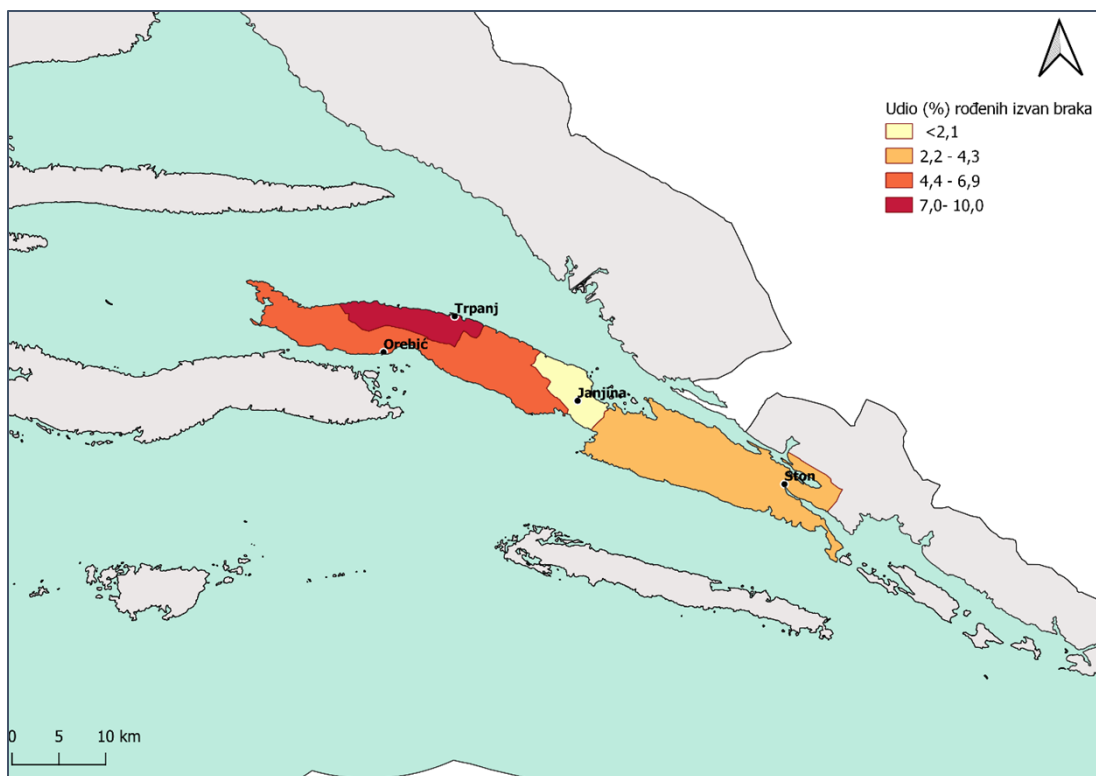 Udio (%) rođenih izvan braka
<2,1
2,2 - 4,3
4,4 - 6,9
7,0- 10,0
Trpanj
Orebić
Janjina
Ston
0 5 10 km